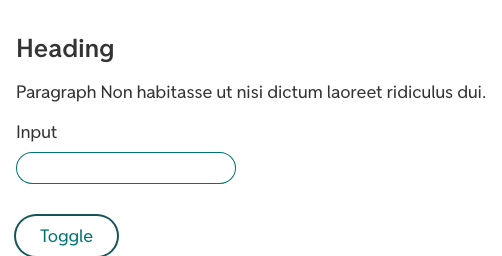 Heading
Paragraph Non habitasse ut nisi dictum laoreet ridiculus dui.
Input
Toggle